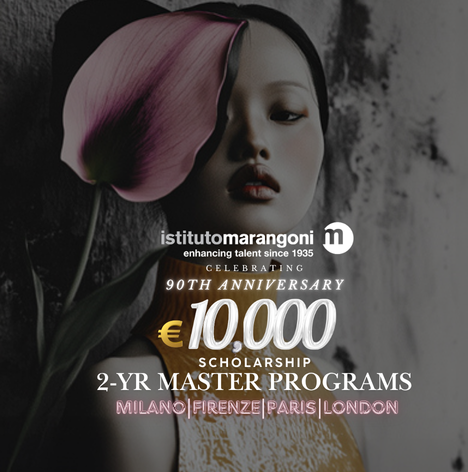 istitutomarangoni m
enhancing talent since 1935
CELEBRATING
90TH ANNIVERSARY
€10,000
SCHOLARSHIP
2-YR MASTER PROGRAMS
MILANO|FIRENZE|PARIS|LONDON